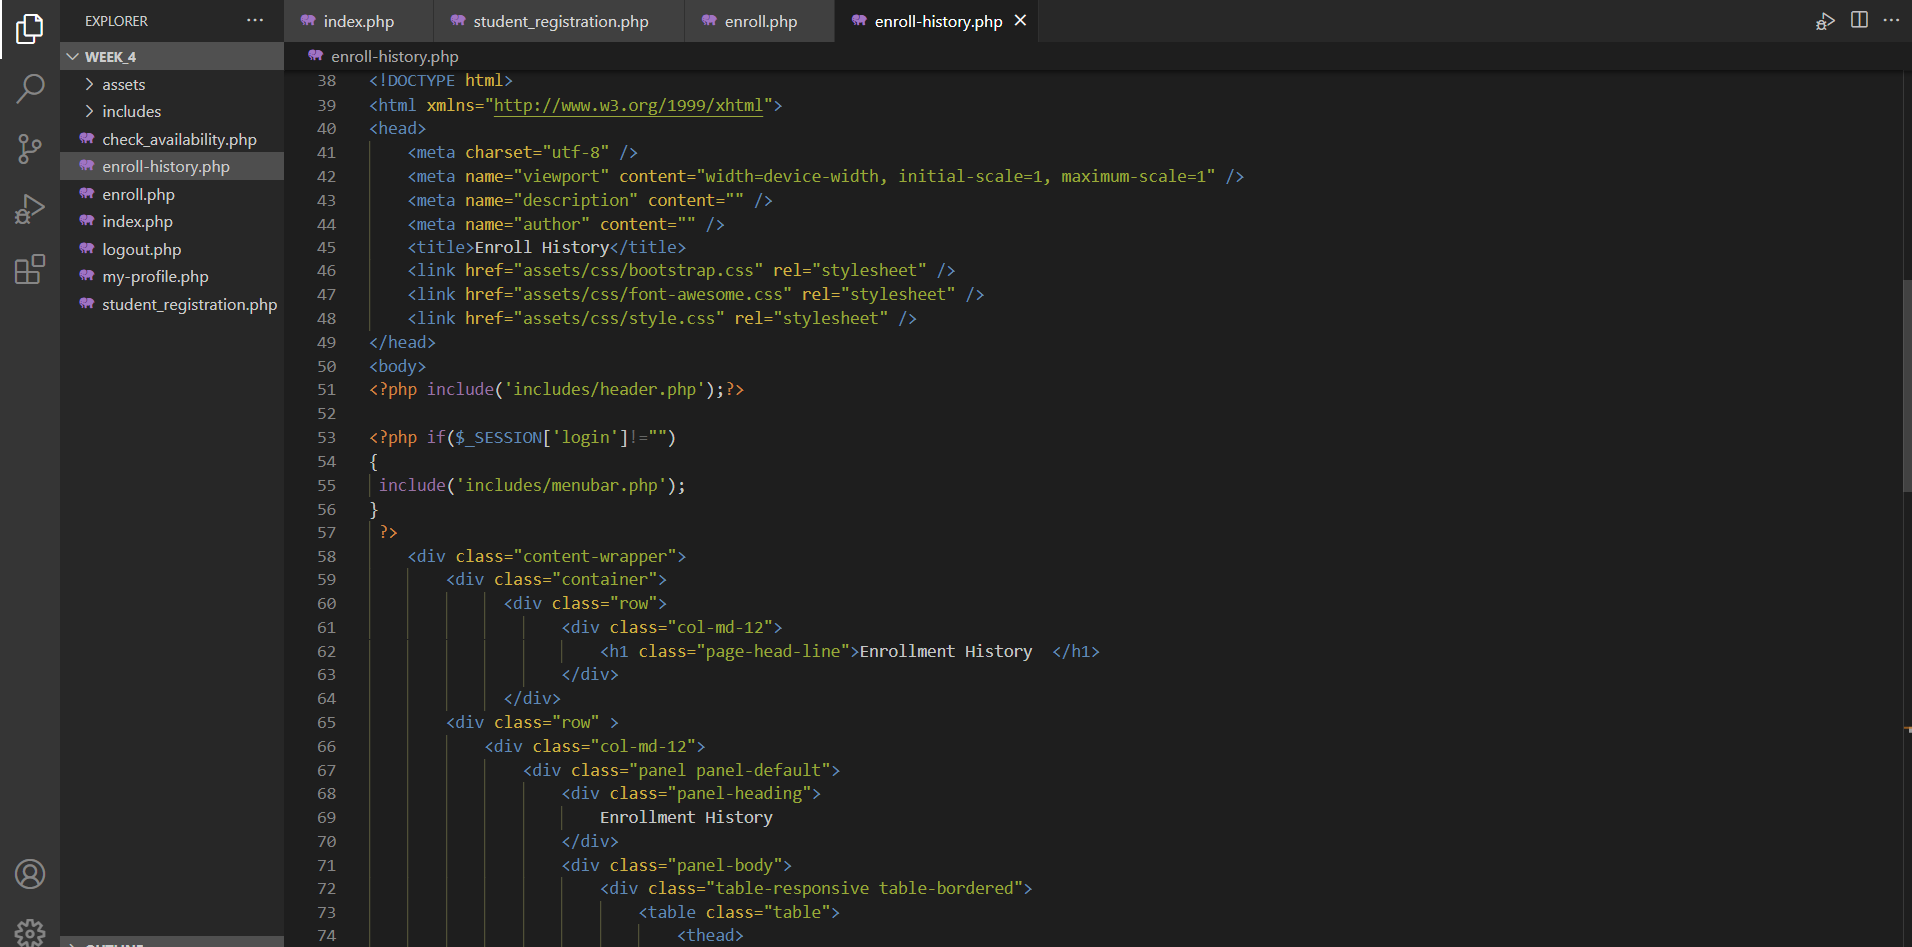 EXPLORER
WEEK_4
assets
includes
check_availability.php
enroll-history.php
enroll.php
index.php
logout.php
my-profile.php
student_registration.php
index.php
student_registration.php
enroll.php
enroll-history.php
enroll-history.php
38 <!DOCTYPE html>
39 <html xmlns="http://www.w3.org/1999/xhtml">
40 <head>
41     <meta charset="utf-8" />
42     <meta name="viewport" content="width=device-width, initial-scale=1, maximum-scale=1" />
43     <meta name="description" content="" />
44     <meta name="author" content="" />
45     <title>Enroll History</title>
46     <link href="assets/css/bootstrap.css" rel="stylesheet" />
47     <link href="assets/css/font-awesome.css" rel="stylesheet" />
48     <link href="assets/css/style.css" rel="stylesheet" />
49 </head>
50 <body>
51 <?php include('includes/header.php');?>
52
53 <?php if($_SESSION['login']!="")
54 {
55  include('includes/menubar.php');
56 }
57  ?>
58     <div class="content-wrapper">
59         <div class="container">
60               <div class="row">
61                     <div class="col-md-12">
62                         <h1 class="page-head-line">Enrollment History  </h1>
63                     </div>
64               </div>
65         <div class="row" >
66             <div class="col-md-12">
67                 <div class="panel panel-default">
68                     <div class="panel-heading">
69                         Enrollment History
70                     </div>
71                     <div class="panel-body">
72                         <div class="table-responsive table-bordered">
73                             <table class="table">
74                                 <thead>
OUTLINE